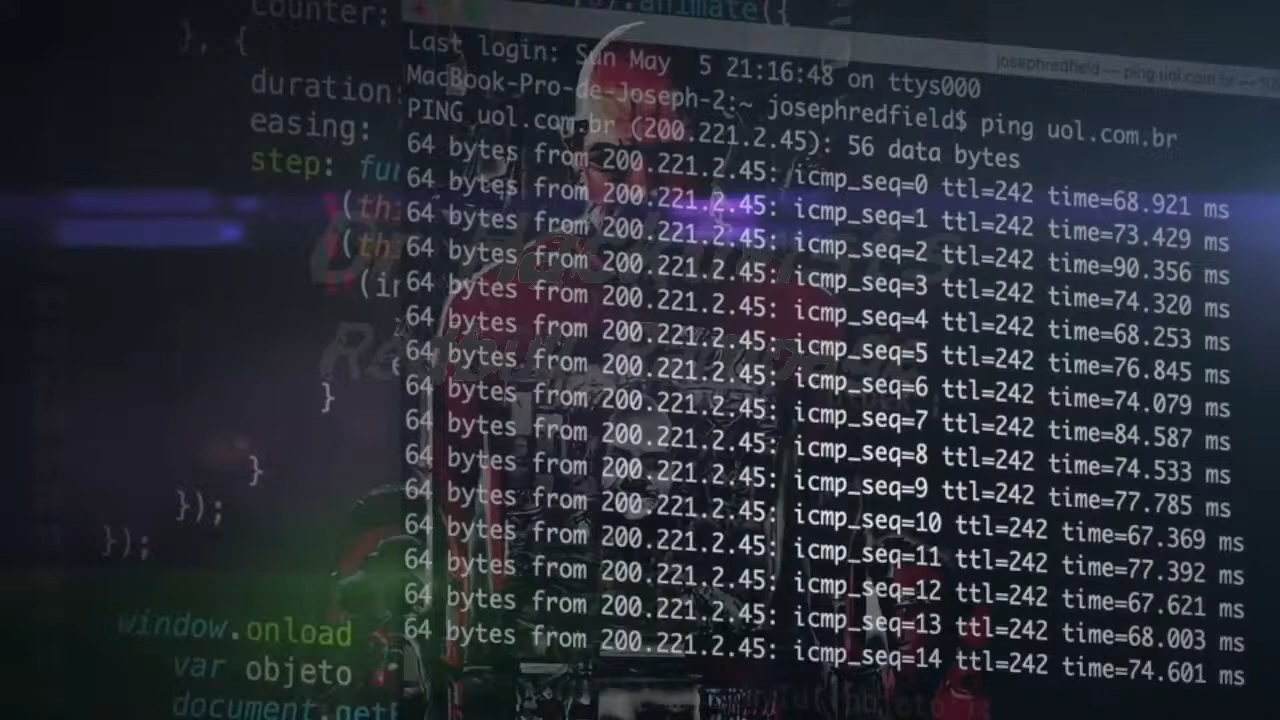 counter:
.animate({
}, {
duration:
easing:
step:
(in
}
}
});
});
window.onload
var objeto
document.getE
josephredfield — ping uol.com.br —
Last login: Sun May 5 21:16:48 on ttys000
MacBook-Pro-de-Joseph-2:~ josephredfield$ ping uol.com.br
PING uol.com.br (200.221.2.45): 56 data bytes
64 bytes from 200.221.2.45: icmp_seq=0 ttl=242 time=68.921 ms
64 bytes from 200.221.2.45: icmp_seq=1 ttl=242 time=73.429 ms
64 bytes from 200.221.2.45: icmp_seq=2 ttl=242 time=90.356 ms
64 bytes from 200.221.2.45: icmp_seq=3 ttl=242 time=74.320 ms
64 bytes from 200.221.2.45: icmp_seq=4 ttl=242 time=68.253 ms
64 bytes from 200.221.2.45: icmp_seq=5 ttl=242 time=76.845 ms
64 bytes from 200.221.2.45: icmp_seq=6 ttl=242 time=74.079 ms
64 bytes from 200.221.2.45: icmp_seq=7 ttl=242 time=84.587 ms
64 bytes from 200.221.2.45: icmp_seq=8 ttl=242 time=74.533 ms
64 bytes from 200.221.2.45: icmp_seq=9 ttl=242 time=77.785 ms
64 bytes from 200.221.2.45: icmp_seq=10 ttl=242 time=67.369 ms
64 bytes from 200.221.2.45: icmp_seq=11 ttl=242 time=77.392 ms
64 bytes from 200.221.2.45: icmp_seq=12 ttl=242 time=67.621 ms
64 bytes from 200.221.2.45: icmp_seq=13 ttl=242 time=68.003 ms
64 bytes from 200.221.2.45: icmp_seq=14 ttl=242 time=74.601 ms